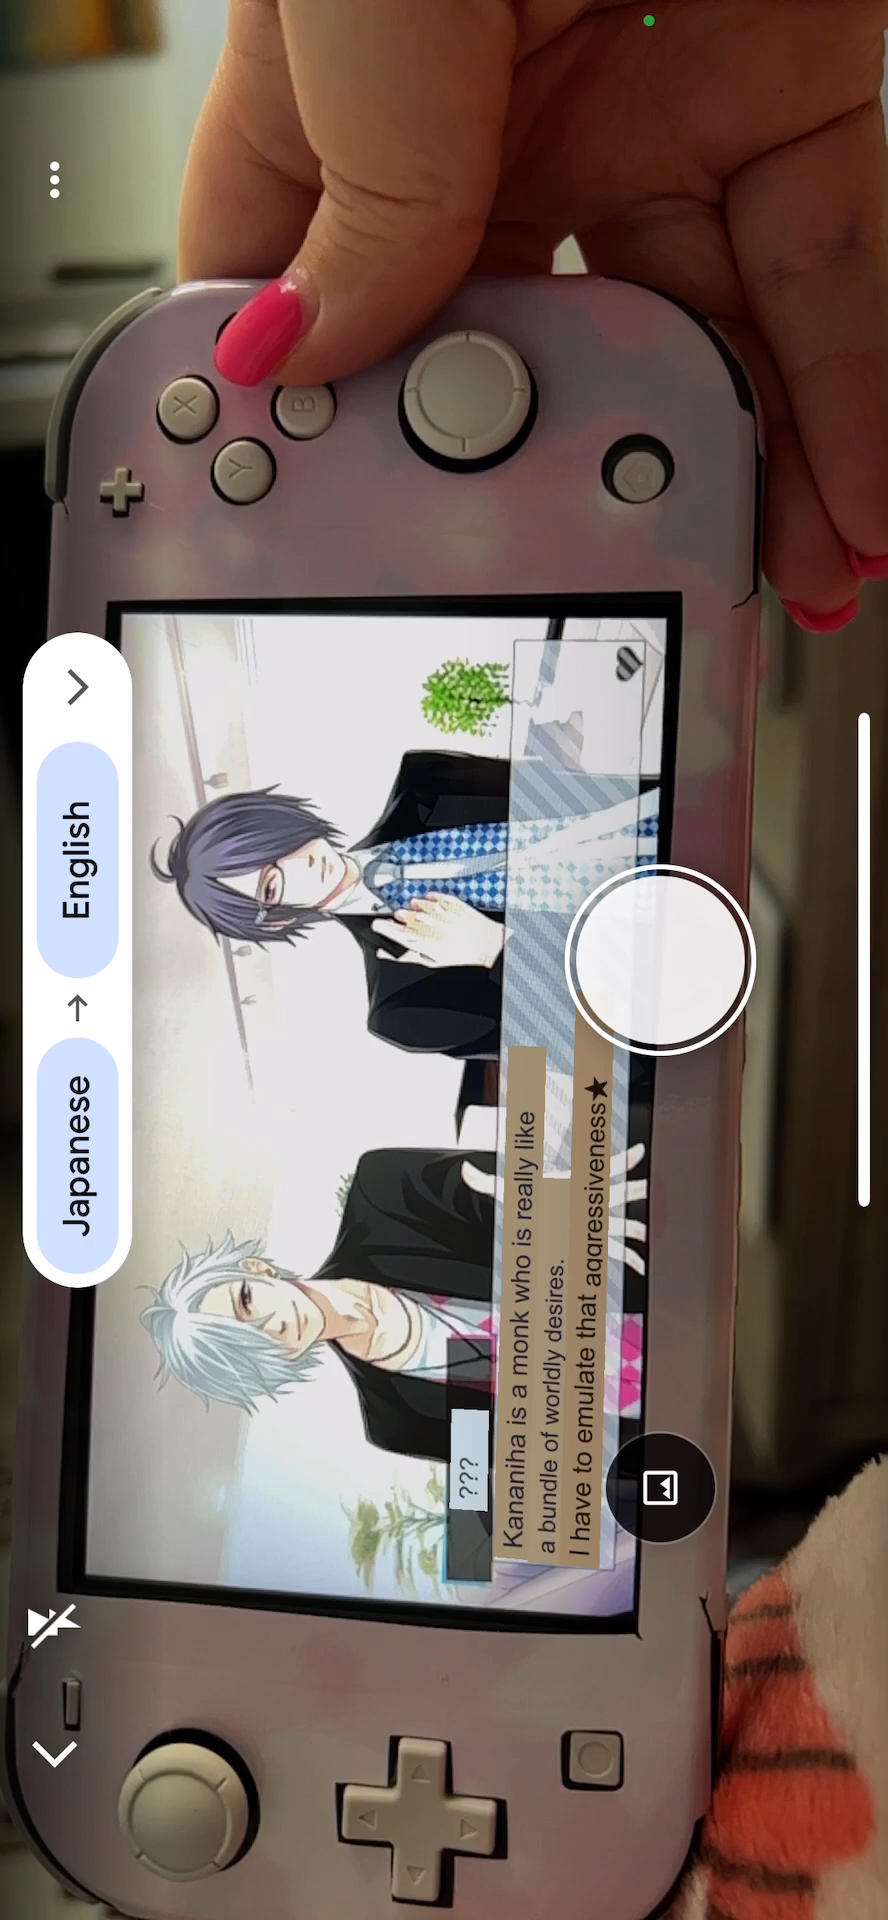 Japanese → English
???
Kananiha is a monk who is really like
a bundle of worldly desires.
I have to emulate that aggressiveness★
X
Y
B